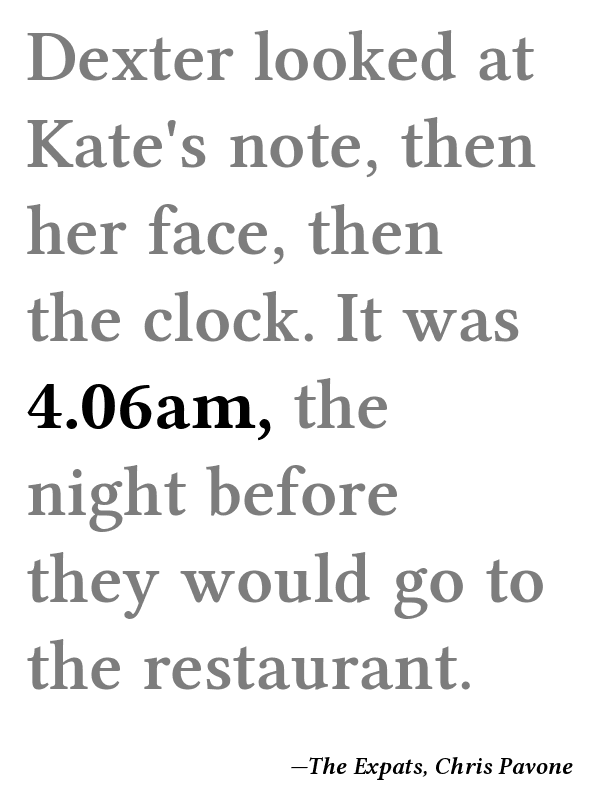 Dexter looked at
Kate's note, then
her face, then
the clock. It was
4.06am, the
night before
they would go to
the restaurant.
—The Expats, Chris Pavone